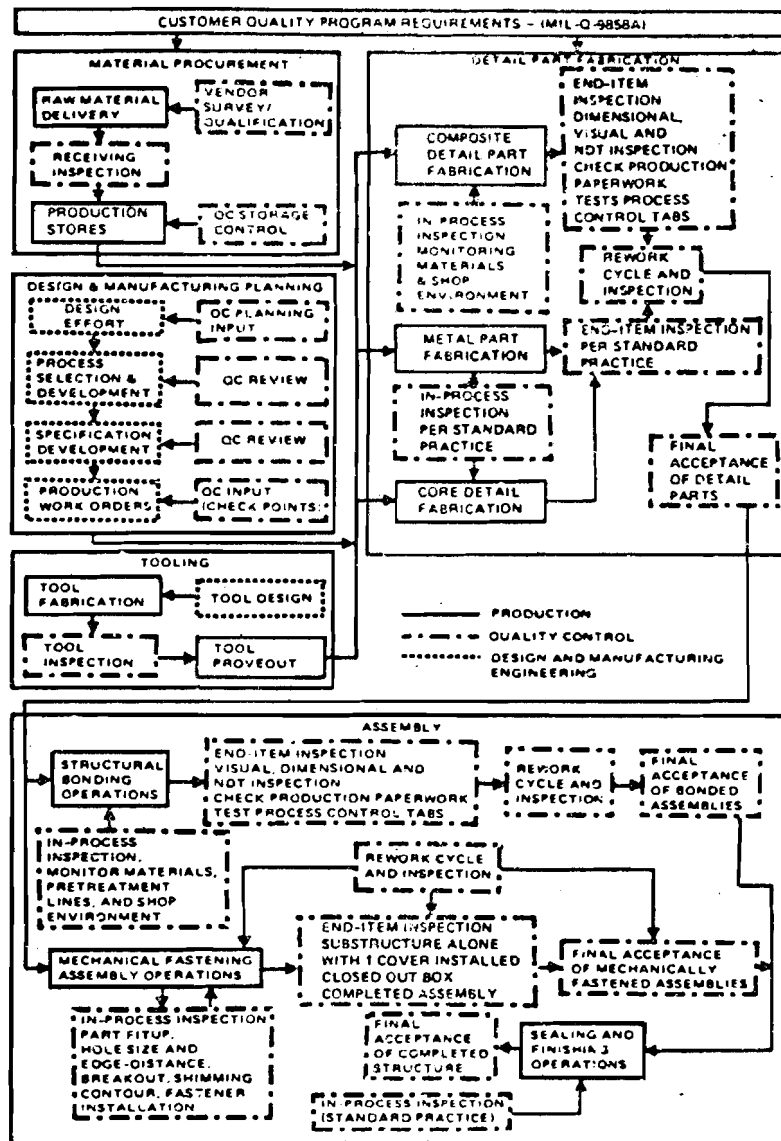 CUSTOMER QUALITY PROGRAM REQUIREMENTS - (MIL-Q-9858A)
MATERIAL PROCUREMENT
RAW MATERIAL
DELIVERY
VENDOR
SURVEY/
QUALIFICATION
RECEIVING
INSPECTION
PRODUCTION
STORES
QC STORAGE
CONTROL
DESIGN & MANUFACTURING PLANNING
DESIGN
EFFORT
QC PLANNING
INPUT
PROCESS
SELECTION &
DEVELOPMENT
QC REVIEW
SPECIFICATION
DEVELOPMENT
QC REVIEW
PRODUCTION
WORK ORDERS
QC INPUT
(CHECK POINTS)
TOOLING
TOOL
FABRICATION
TOOL DESIGN
TOOL
INSPECTION
TOOL
PROVEOUT
DETAIL PART FABRICATION
COMPOSITE
DETAIL PART
FABRICATION
END-ITEM
INSPECTION
DIMENSIONAL,
VISUAL AND
NOT INSPECTION
CHECK PRODUCTION
PAPERWORK
TESTS PROCESS
CONTROL TABS
IN-PROCESS
INSPECTION
MONITORING
MATERIALS
& SHOP
ENVIRONMENT
REWORK
CYCLE AND
INSPECTION
METAL PART
FABRICATION
END-ITEM INSPECTION
PER STANDARD
PRACTICE
IN-PROCESS
INSPECTION
PER STANDARD
PRACTICE
CORE DETAIL
FABRICATION
FINAL
ACCEPTANCE
OF DETAIL
PARTS
PRODUCTION
QUALITY CONTROL
DESIGN AND MANUFACTURING
ENGINEERING
ASSEMBLY
STRUCTURAL
BONDING
OPERATIONS
END-ITEM INSPECTION
VISUAL, DIMENSIONAL AND
NOT INSPECTION
CHECK PRODUCTION PAPERWORK
TEST PROCESS CONTROL TABS
REWORK
CYCLE AND
INSPECTION
FINAL
ACCEPTANCE
OF BONDED
ASSEMBLIES
IN-PROCESS
INSPECTION,
MONITOR MATERIALS,
PRETREATMENT
LINES, AND SHOP
ENVIRONMENT
REWORK CYCLE
AND INSPECTION
MECHANICAL FASTENING
ASSEMBLY OPERATIONS
END-ITEM INSPECTION
SUBSTRUCTURE ALONE
WITH 1 COVER INSTALLED
CLOSED OUT BOX
COMPLETED ASSEMBLY
FINAL ACCEPTANCE
OF MECHANICALLY
FASTENED ASSEMBLIES
IN-PROCESS INSPECTION
PART FITUP,
HOLE SIZE AND
EDGE-DISTANCE,
BREAKOUT, SHIMMING
CONTOUR, FASTENER
INSTALLATION
FINAL
ACCEPTANCE
OF COMPLETED
STRUCTURE
SEALING AND
FINISHING
OPERATIONS
IN-PROCESS INSPECTION
(STANDARD PRACTICE)